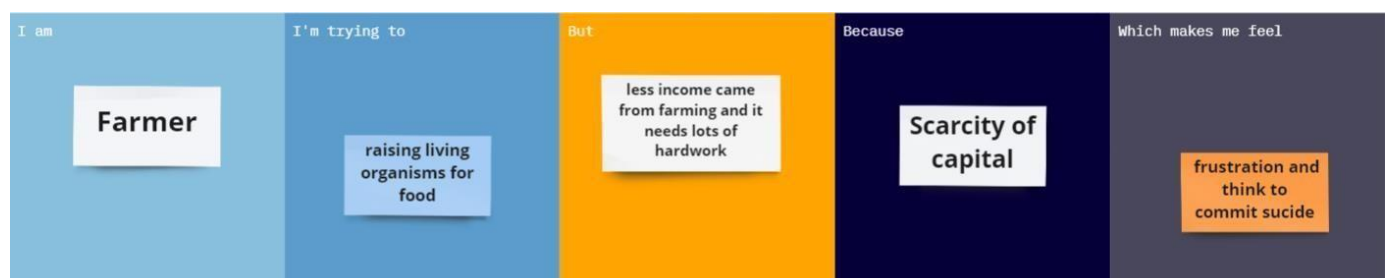 I am
Farmer
I'm trying to
raising living
organisms for
food
But
less income came
from farming and it
needs lots of
hardwork
Because
Scarcity of
capital
Which makes me feel
frustration and
think to
commit sucide